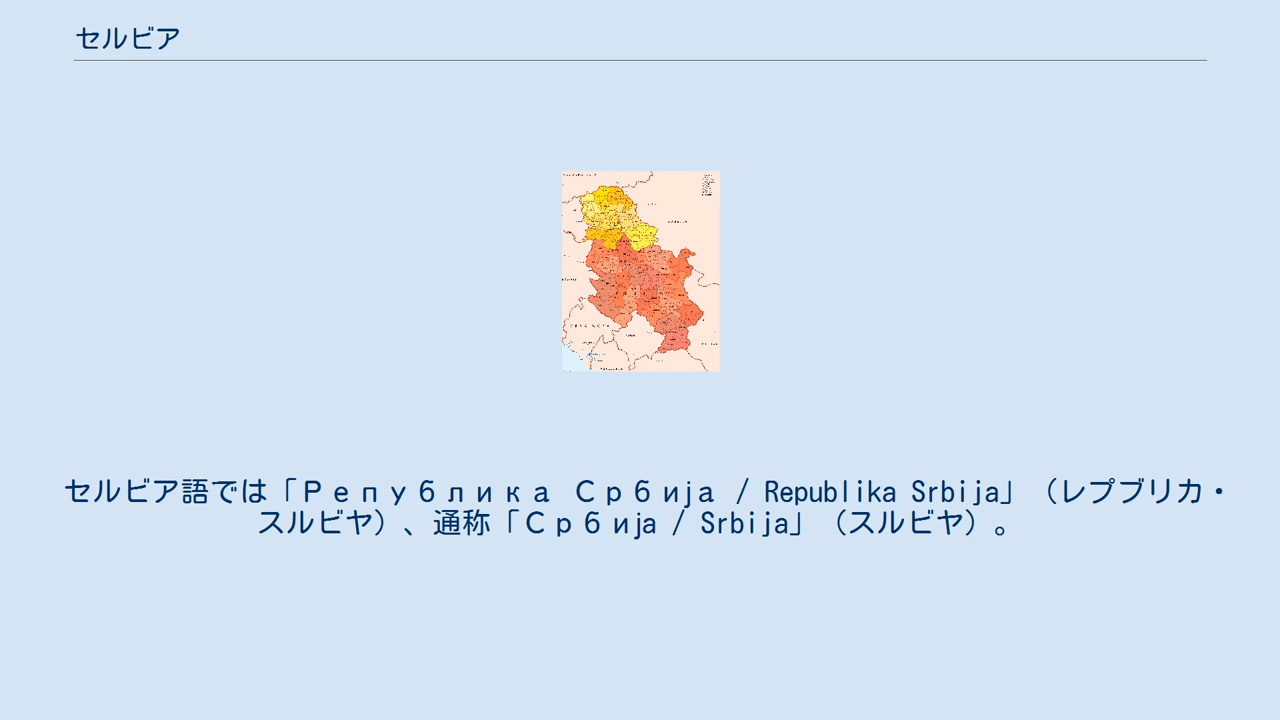 セルビア
セルビア語では「Република Србија / Republika Srbija」（レプブリカ・
スルビヤ）、通称「Србија / Srbija」（スルビヤ）。